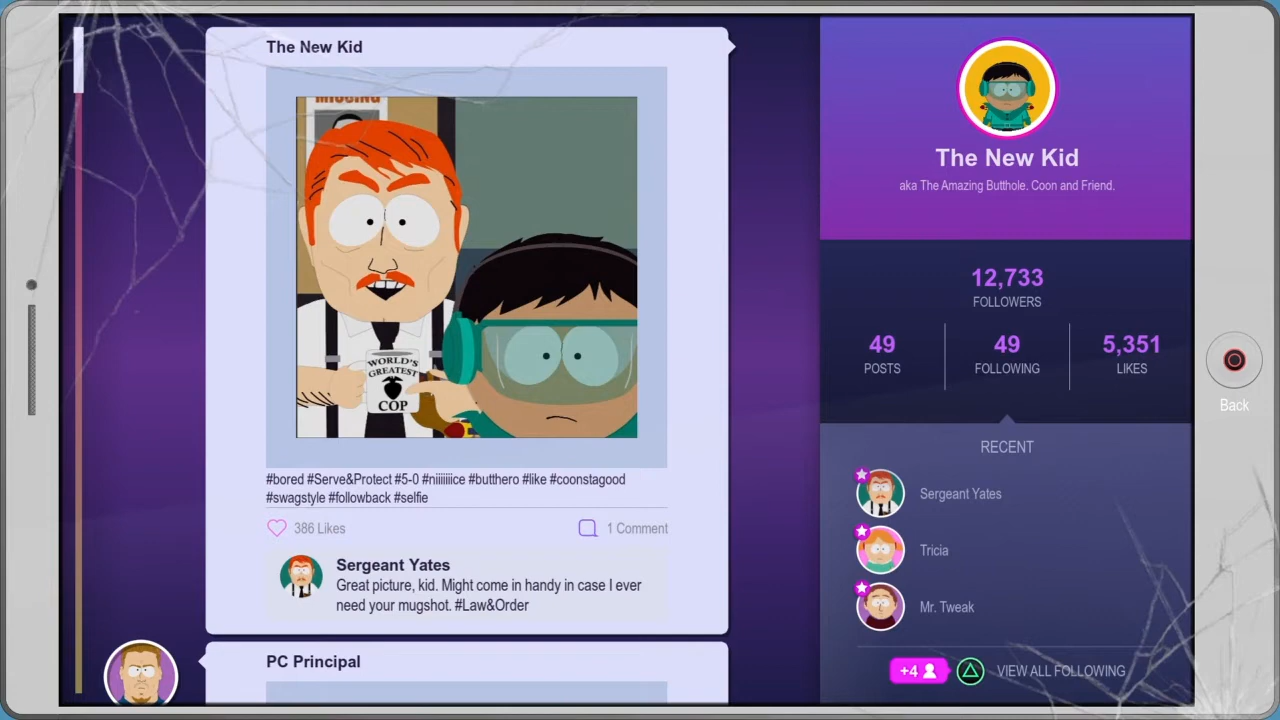 The New Kid
MISSING
WORLD'S
GREATEST
COP
#bored #Serve&Protect #5-0 #niiiiiiice #butthero #like #coonstagood
#swagstyle #followback #selfie
386 Likes
1 Comment
Sergeant Yates
Great picture, kid. Might come in handy in case I ever
need your mugshot. #Law&Order
PC Principal
The New Kid
aka The Amazing Butthole. Coon and Friend.
12,733
FOLLOWERS
49
POSTS
49
FOLLOWING
5,351
LIKES
RECENT
Sergeant Yates
Tricia
Mr. Tweak
+4
VIEW ALL FOLLOWING
Back